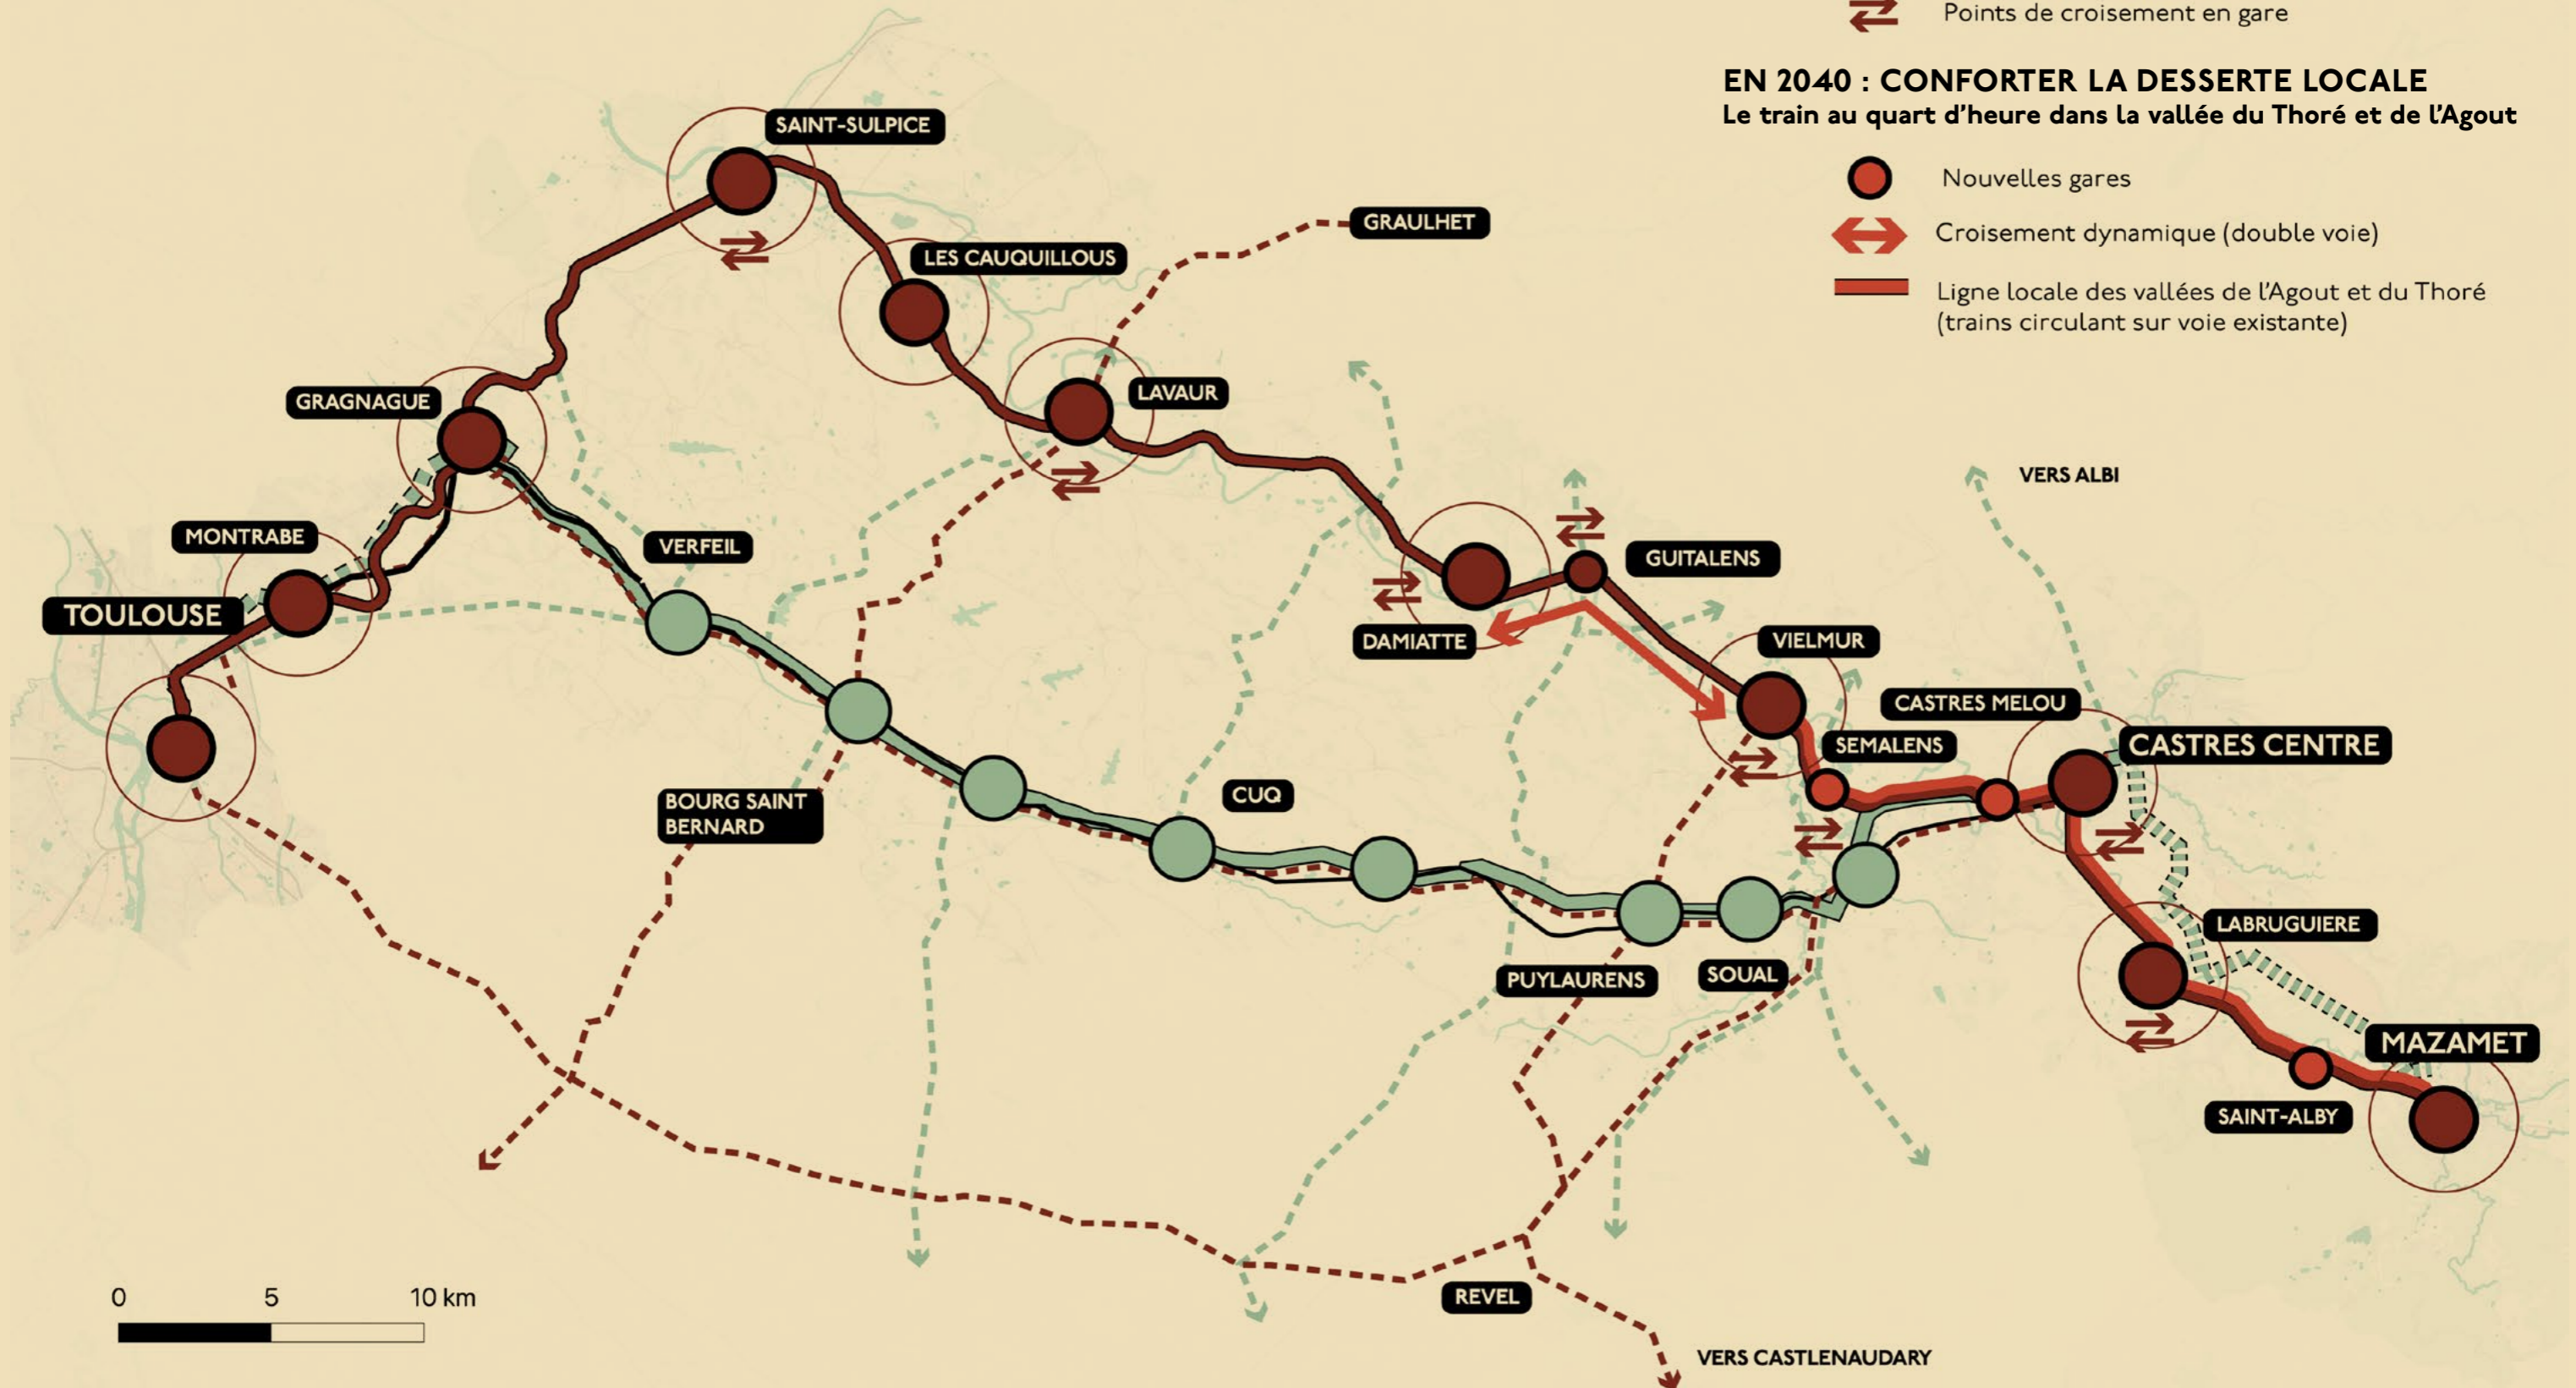 Points de croisement en gare
EN 2040 : CONFORTER LA DESSERTE LOCALE
Le train au quart d'heure dans la vallée du Thoré et de l'Agout
Nouvelles gares
Croisement dynamique (double voie)
Ligne locale des vallées de l'Agout et du Thoré
(trains circulant sur voie existante)
SAINT-SULPICE
GRAULHET
LES CAUQUILLOUS
LAVAUR
GRAGNAGUE
VERS ALBI
MONTRABE
VERFEIL
GUITALENS
TOULOUSE
DAMIATTE
VIELMUR
CASTRES MELOU
SEMALENS
CASTRES CENTRE
CUQ
BOURG SAINT
BERNARD
LABRUGUIERE
PUYLAURENS
SOUAL
MAZAMET
SAINT-ALBY
REVEL
0 5 10 km
VERS CASTLENAUDARY